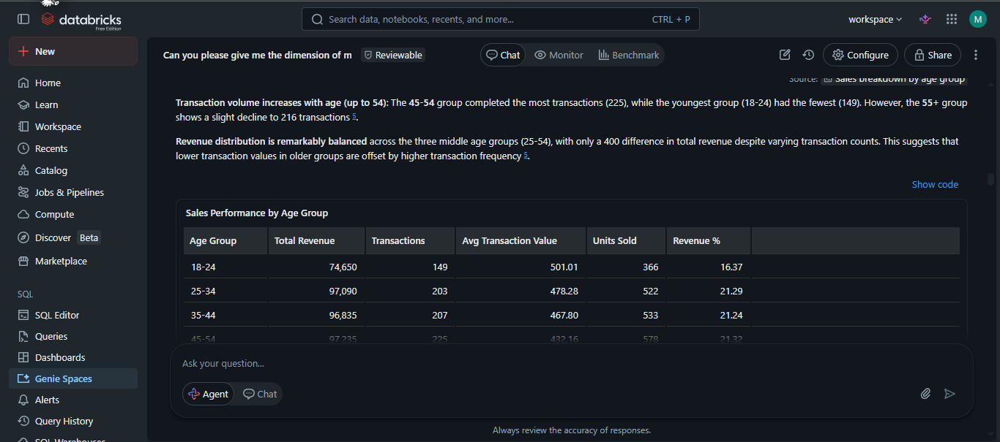 databricks
Free Edition
Search data, notebooks, recents, and more...
CTRL + P
workspace
M
New
Home
Learn
Workspace
Recents
Catalog
Jobs & Pipelines
Compute
Discover Beta
Marketplace
SQL
SQL Editor
Queries
Dashboards
Genie Spaces
Alerts
Query History
SQL Warehouses
Can you please give me the dimension of m
Reviewable
Chat
Monitor
Benchmark
Configure
Share
Source: Sales breakdown by age group
Transaction volume increases with age (up to 54): The 45-54 group completed the most transactions (225), while the youngest group (18-24) had the fewest (149). However, the 55+ group
shows a slight decline to 216 transactions 5.
Revenue distribution is remarkably balanced across the three middle age groups (25-54), with only a 400 difference in total revenue despite varying transaction counts. This suggests that
lower transaction values in older groups are offset by higher transaction frequency 5.
Show code
Sales Performance by Age Group
Age Group Total Revenue Transactions Avg Transaction Value Units Sold Revenue %
18-24 74,650 149 501.01 366 16.37
25-34 97,090 203 478.28 522 21.29
35-44 96,835 207 467.80 533 21.24
45-54 97,235 225 432.16 578 21.32
Ask your question...
Agent
Chat
Always review the accuracy of responses.